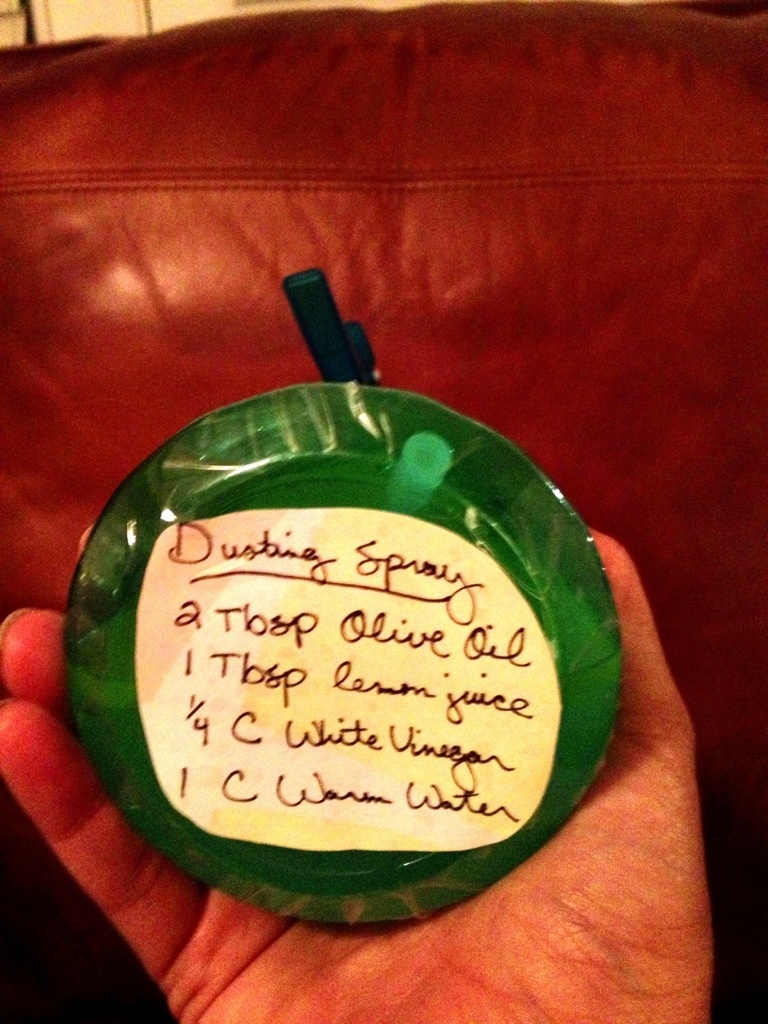 Dusting Spray
2 Tbsp Olive Oil
1 Tbsp lemon juice
1/4 C White Vinegar
1 C Warm Water